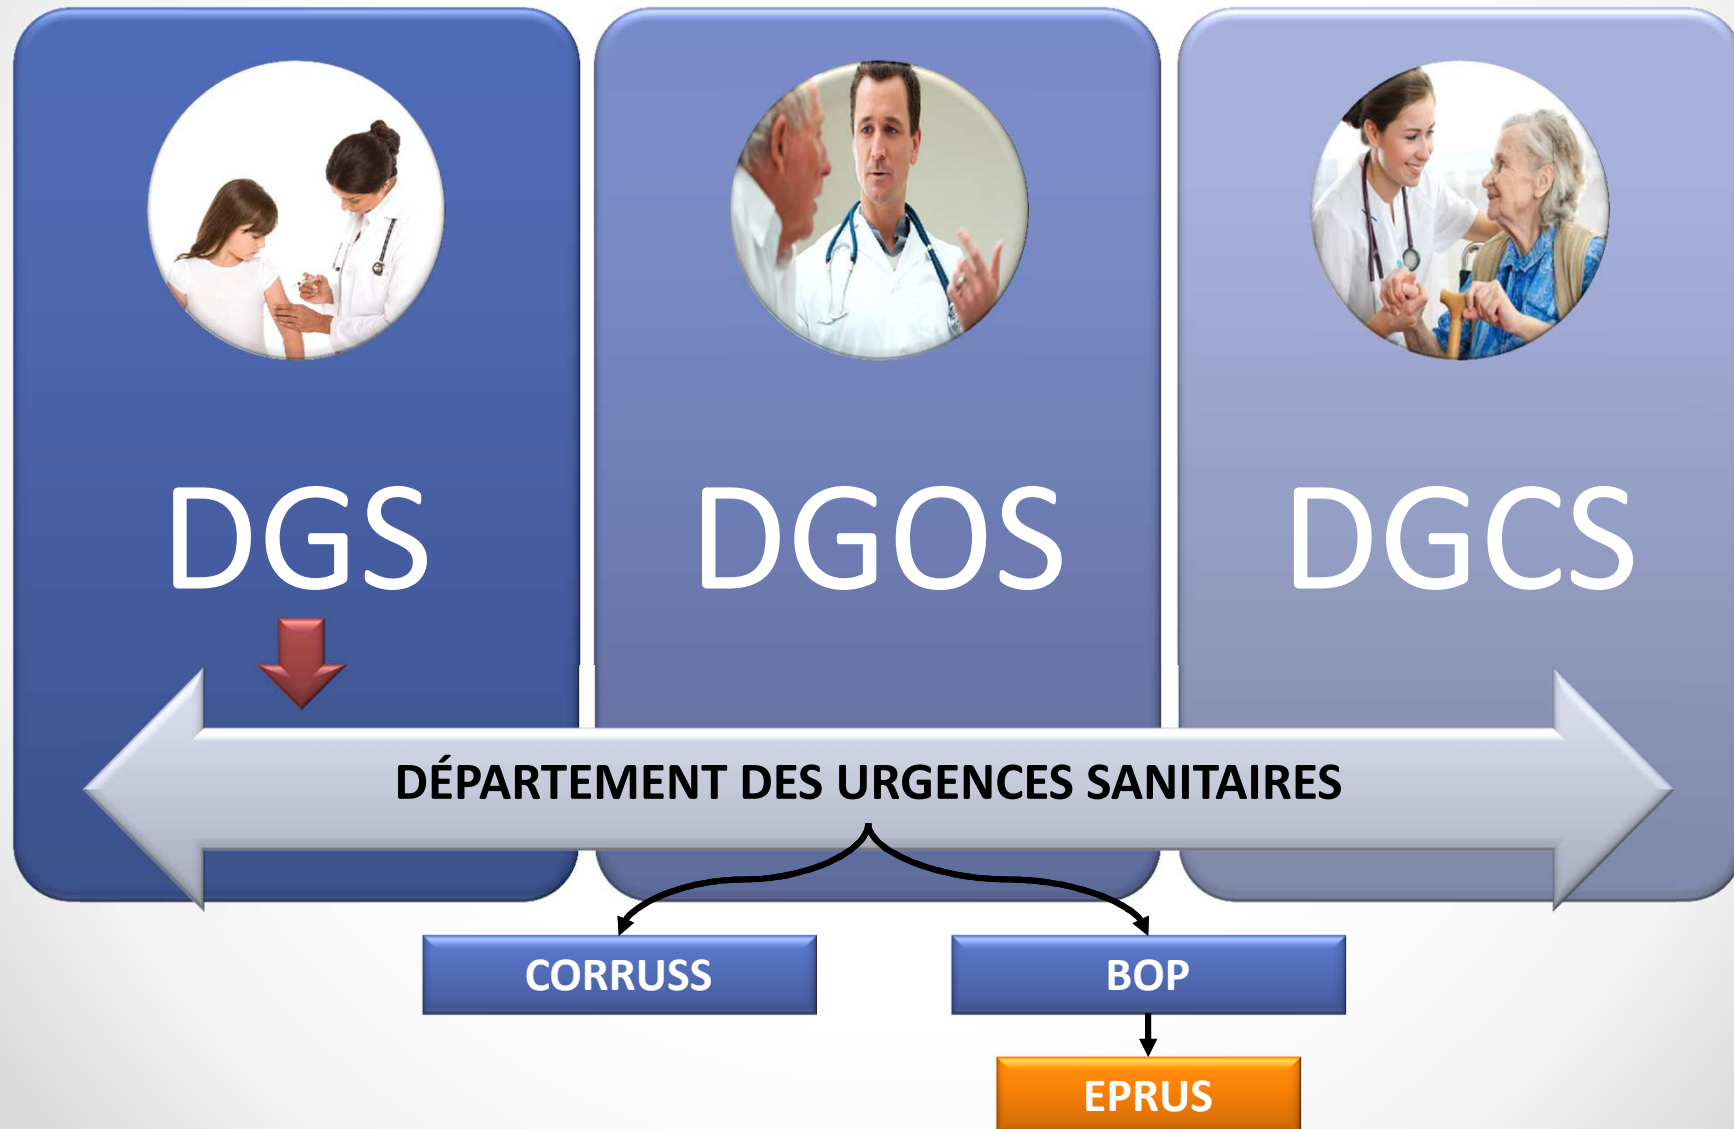 DGS
DGOS
DGCS
DÉPARTEMENT DES URGENCES SANITAIRES
CORRUSS
BOP
EPRUS